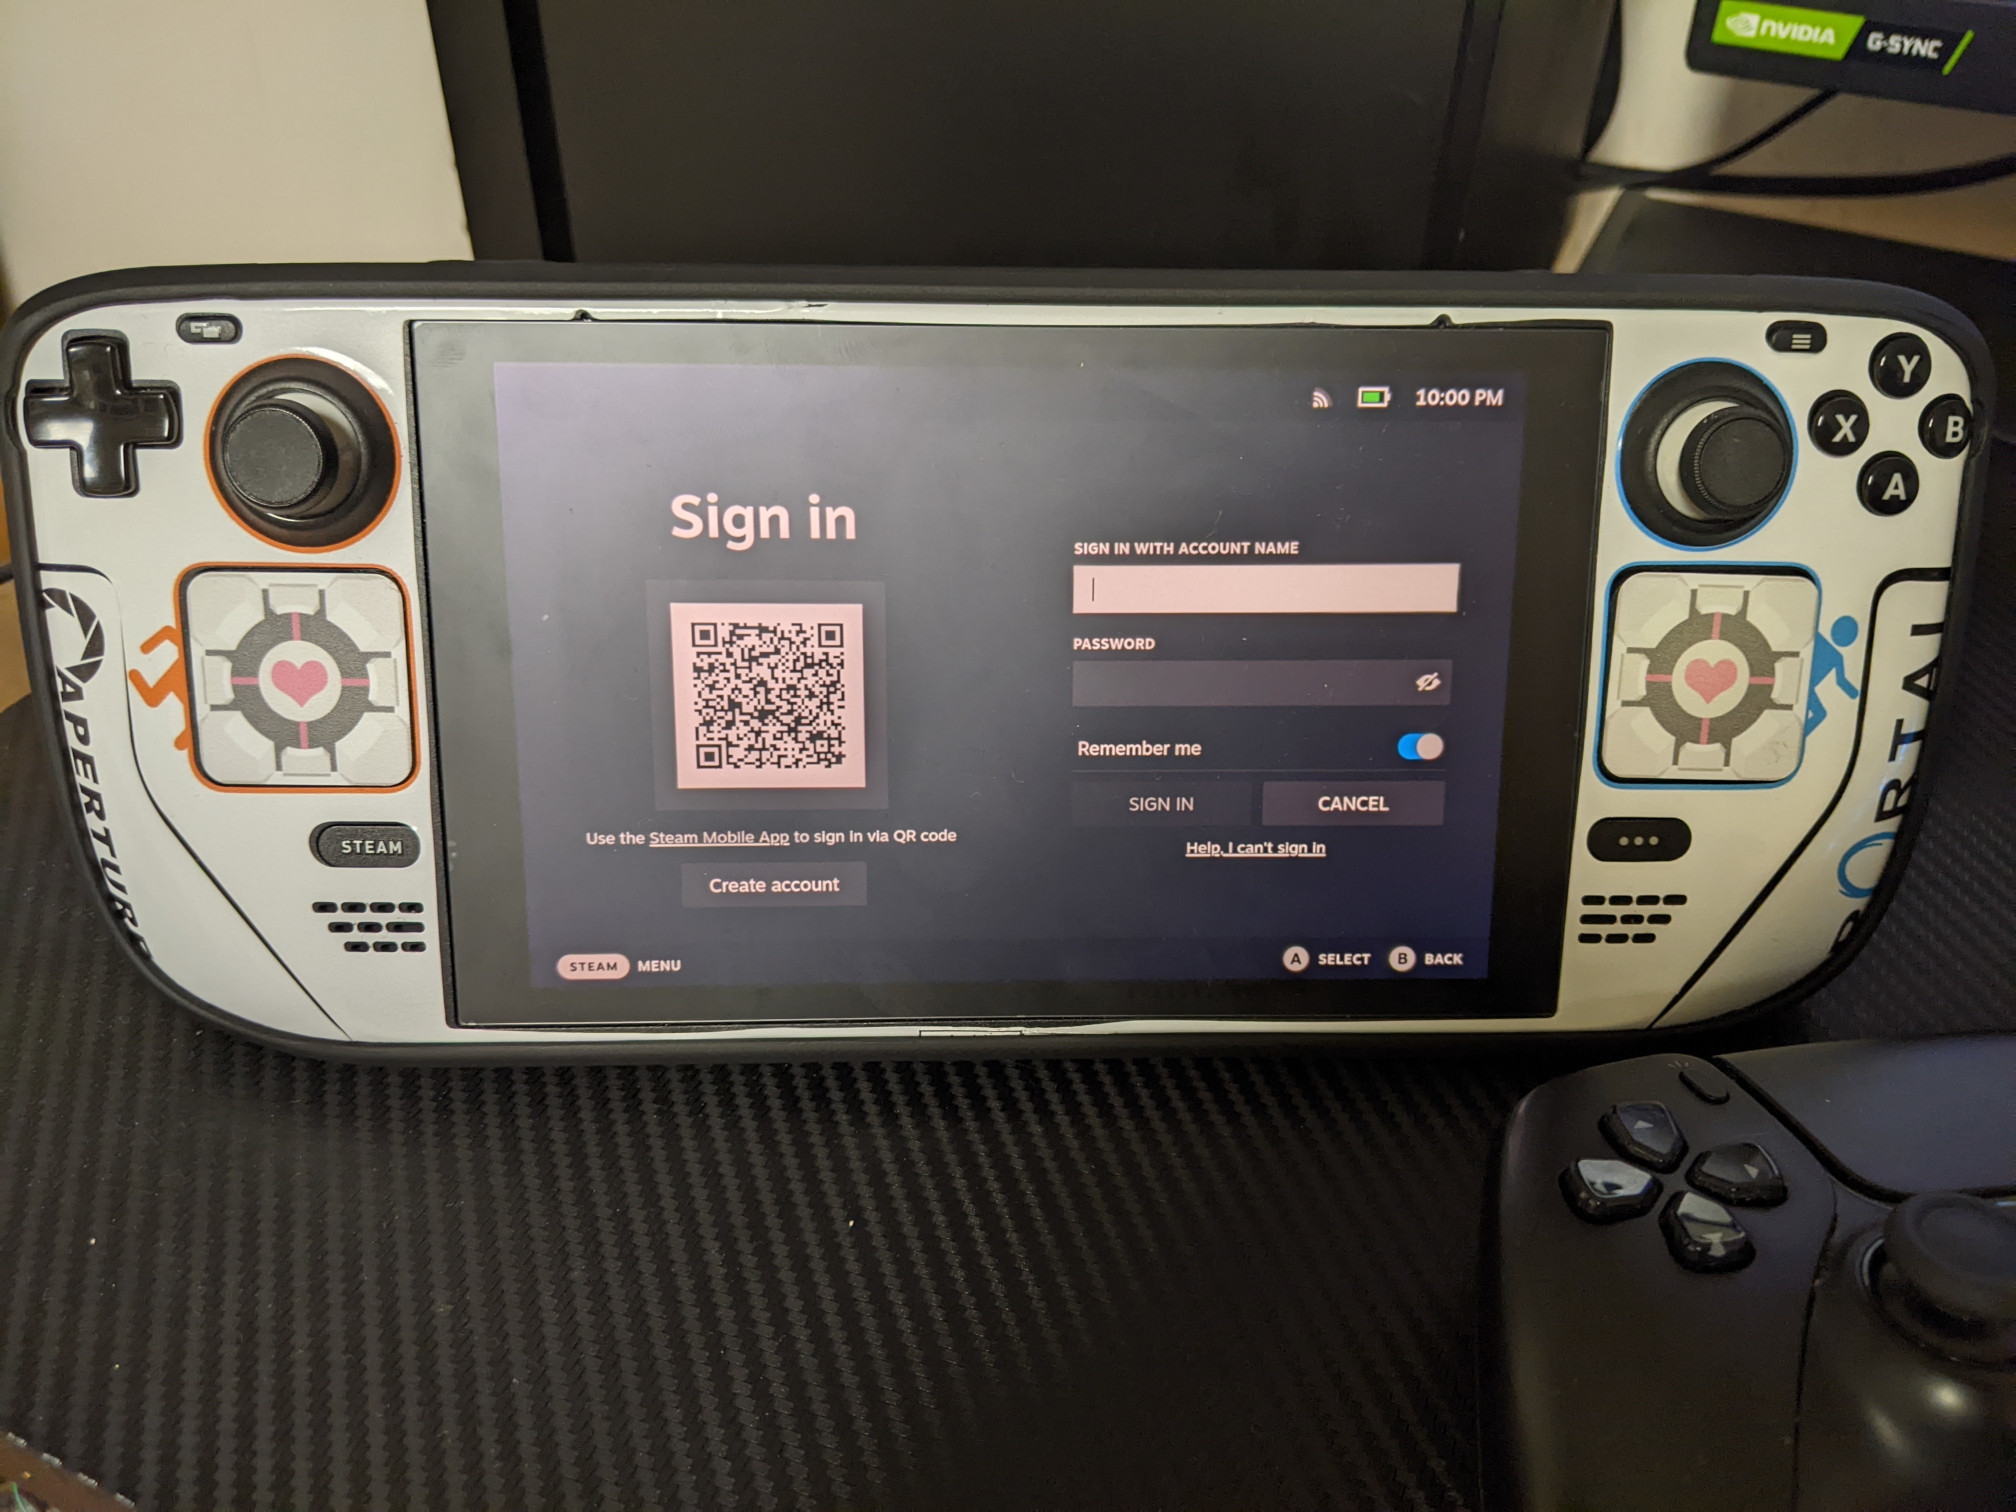 NVIDIA G-SYNC
10:00 PM
Y
X
B
A
Sign in
SIGN IN WITH ACCOUNT NAME
PASSWORD
Remember me
SIGN IN
CANCEL
Help, I can't sign in
Use the Steam Mobile App to sign in via QR code
Create account
STEAM MENU
A SELECT B BACK
STEAM
APERTURE
PORTAL